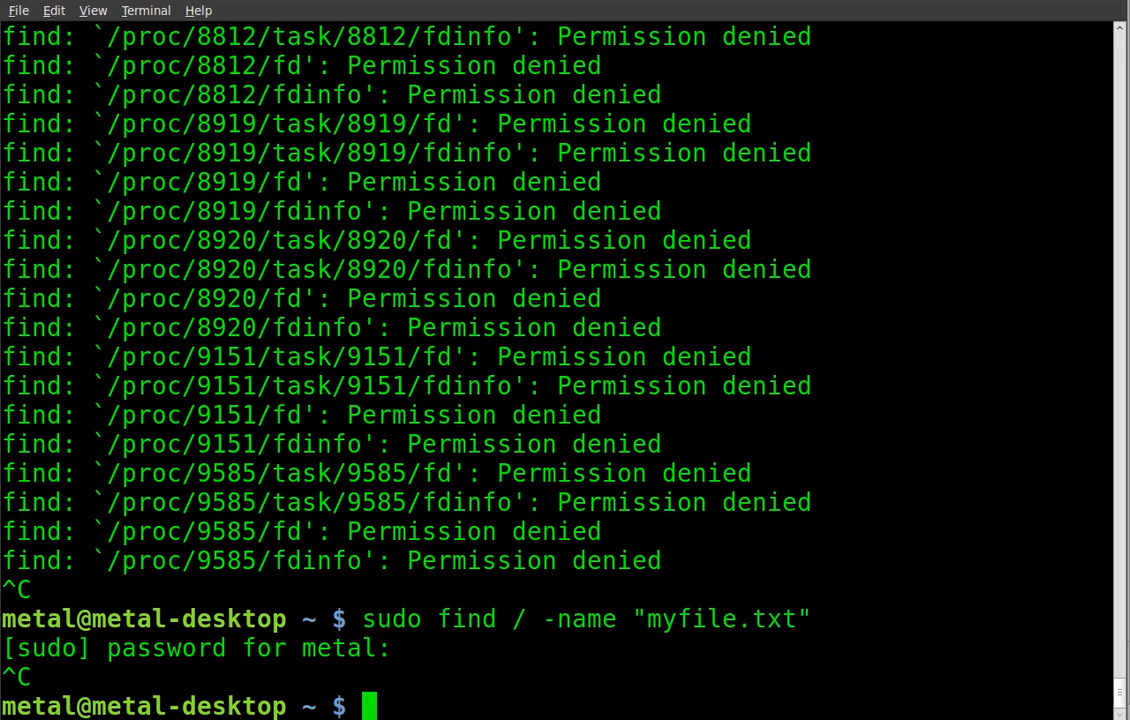 File Edit View Terminal Help
find: `/proc/8812/task/8812/fdinfo': Permission denied
find: `/proc/8812/fd': Permission denied
find: `/proc/8812/fdinfo': Permission denied
find: `/proc/8919/task/8919/fd': Permission denied
find: `/proc/8919/task/8919/fdinfo': Permission denied
find: `/proc/8919/fd': Permission denied
find: `/proc/8919/fdinfo': Permission denied
find: `/proc/8920/task/8920/fd': Permission denied
find: `/proc/8920/task/8920/fdinfo': Permission denied
find: `/proc/8920/fd': Permission denied
find: `/proc/8920/fdinfo': Permission denied
find: `/proc/9151/task/9151/fd': Permission denied
find: `/proc/9151/task/9151/fdinfo': Permission denied
find: `/proc/9151/fd': Permission denied
find: `/proc/9151/fdinfo': Permission denied
find: `/proc/9585/task/9585/fd': Permission denied
find: `/proc/9585/task/9585/fdinfo': Permission denied
find: `/proc/9585/fd': Permission denied
find: `/proc/9585/fdinfo': Permission denied
^C
metal@metal-desktop ~ $ sudo find / -name "myfile.txt"
[sudo] password for metal:
^C
metal@metal-desktop ~ $